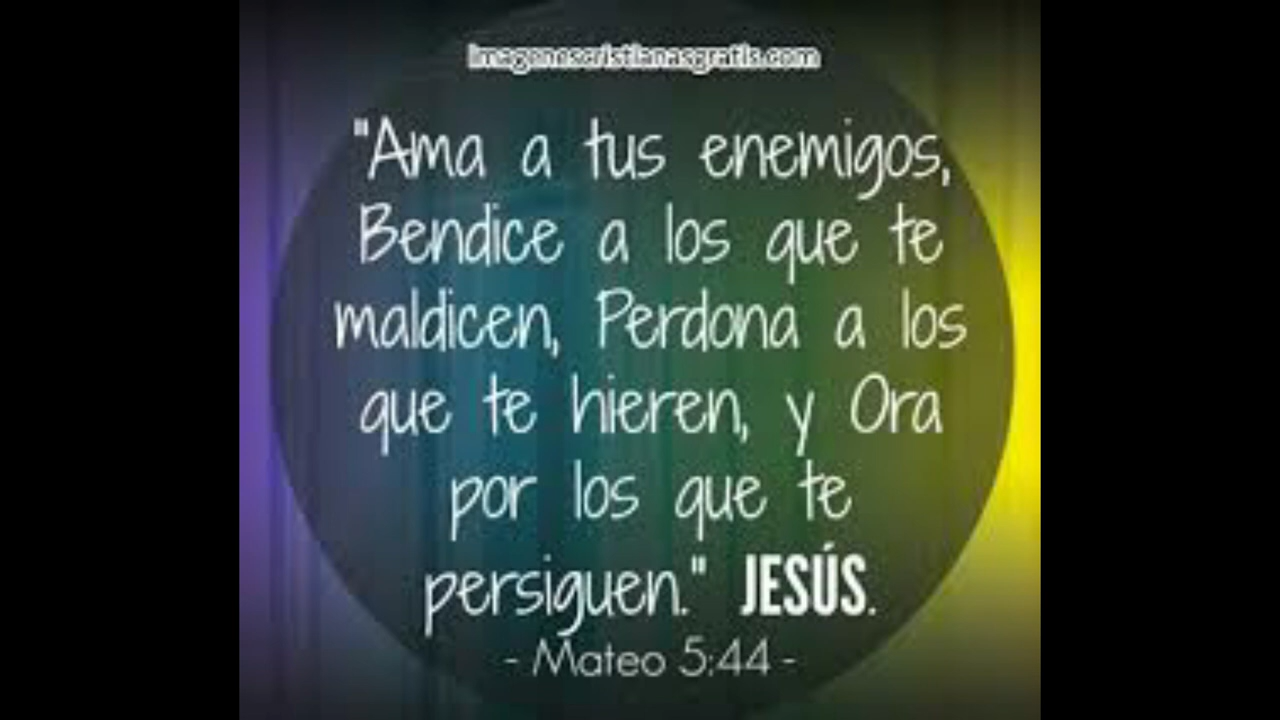 imagenescristianasgratis.com
"Ama a tus enemigos,
Bendice a los que te
maldicen, Perdona a los
que te hieren, y Ora
por los que te
persiguen." JESÚS.
- Mateo 5:44 -